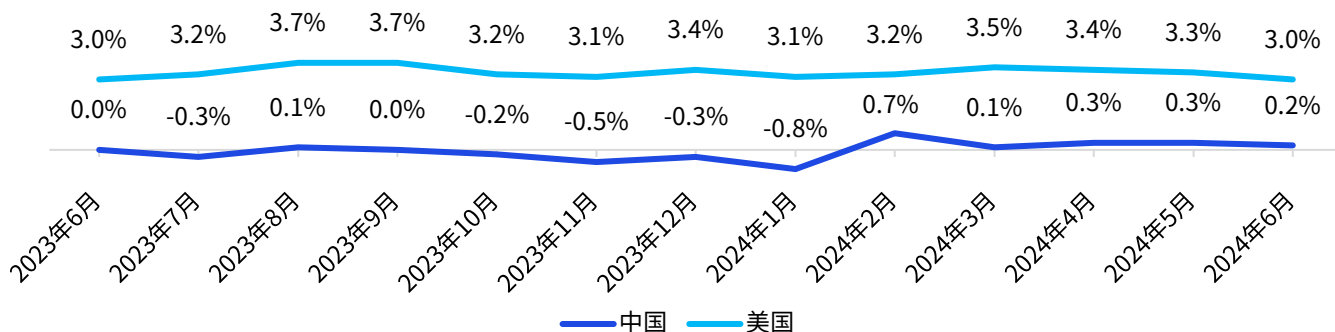 3.0% 3.2% 3.7% 3.7% 3.2% 3.1% 3.4% 3.1% 3.2% 3.5% 3.4% 3.3% 3.0%
0.0% -0.3% 0.1% 0.0% -0.2% -0.5% -0.3% -0.8% 0.7% 0.1% 0.3% 0.3% 0.2%
2023年6月 2023年7月 2023年8月 2023年9月 2023年10月 2023年11月 2023年12月 2024年1月 2024年2月 2024年3月 2024年4月 2024年5月 2024年6月
中国 美国